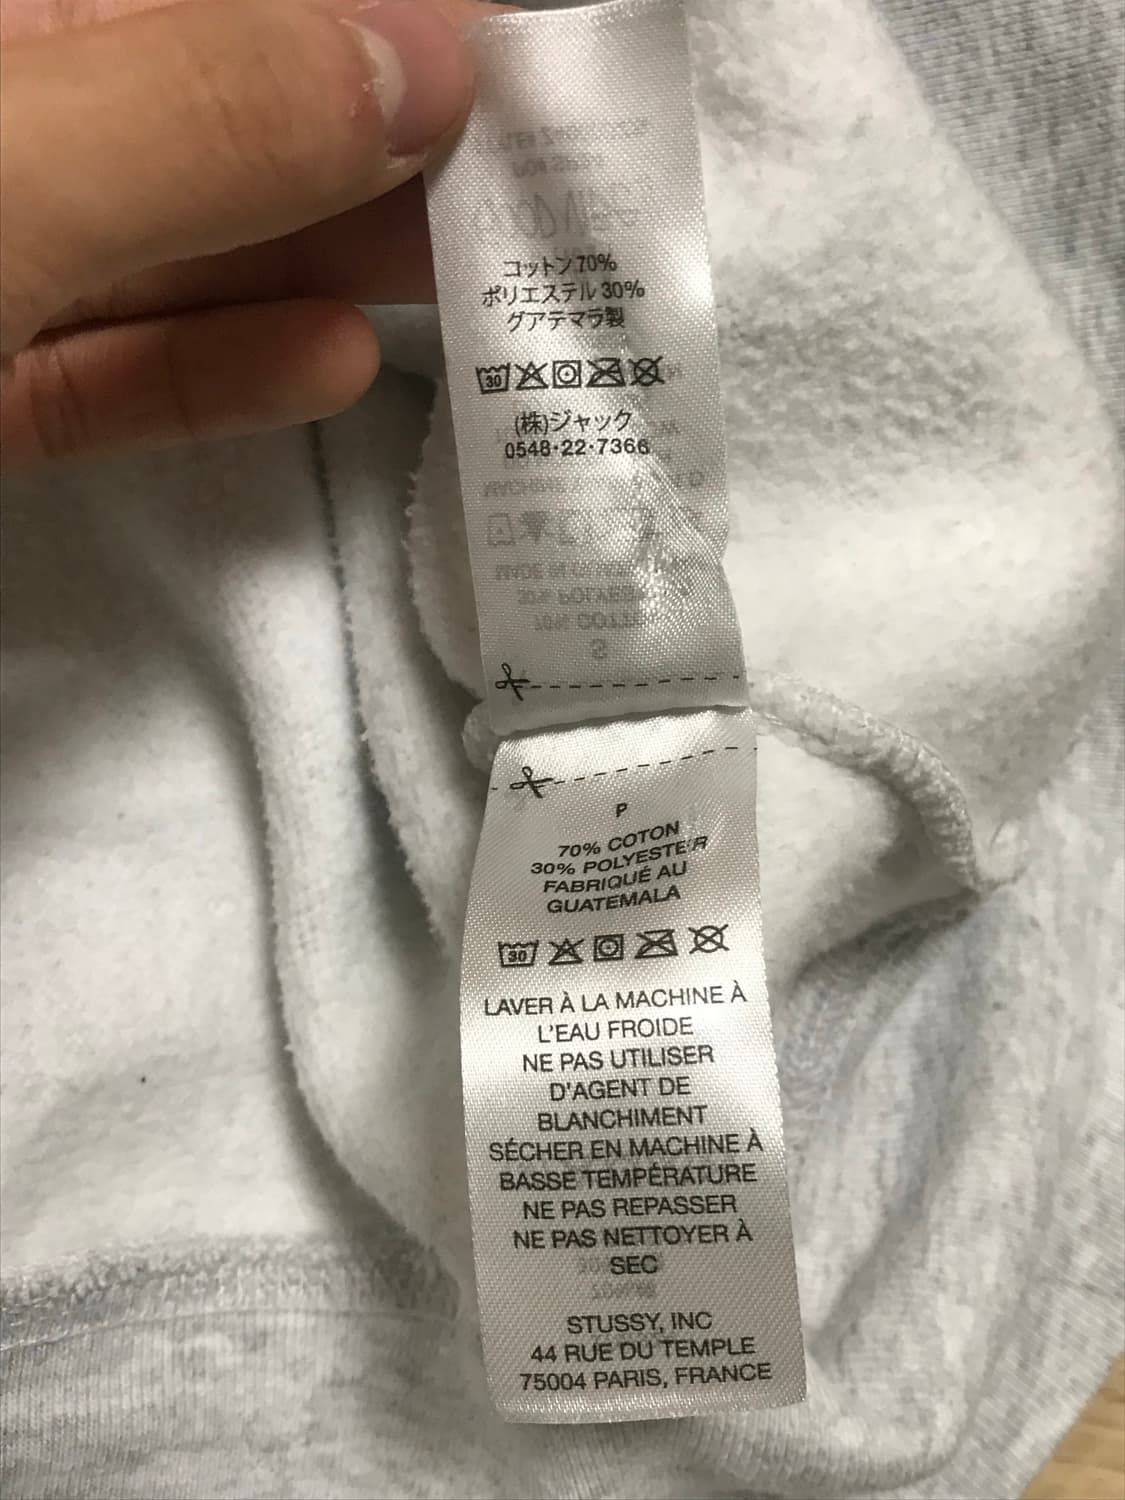 コットン70%
ポリエステル30%
グアテマラ製
30
(株)ジャック
0548·22·7366
P
70% COTON
30% POLYESTER
FABRIQUÉ AU
GUATEMALA
30
LAVER À LA MACHINE À
L'EAU FROIDE
NE PAS UTILISER
D'AGENT DE
BLANCHIMENT
SÉCHER EN MACHINE À
BASSE TEMPÉRATURE
NE PAS REPASSER
NE PAS NETTOYER À
SEC
STUSSY, INC
44 RUE DU TEMPLE
75004 PARIS, FRANCE